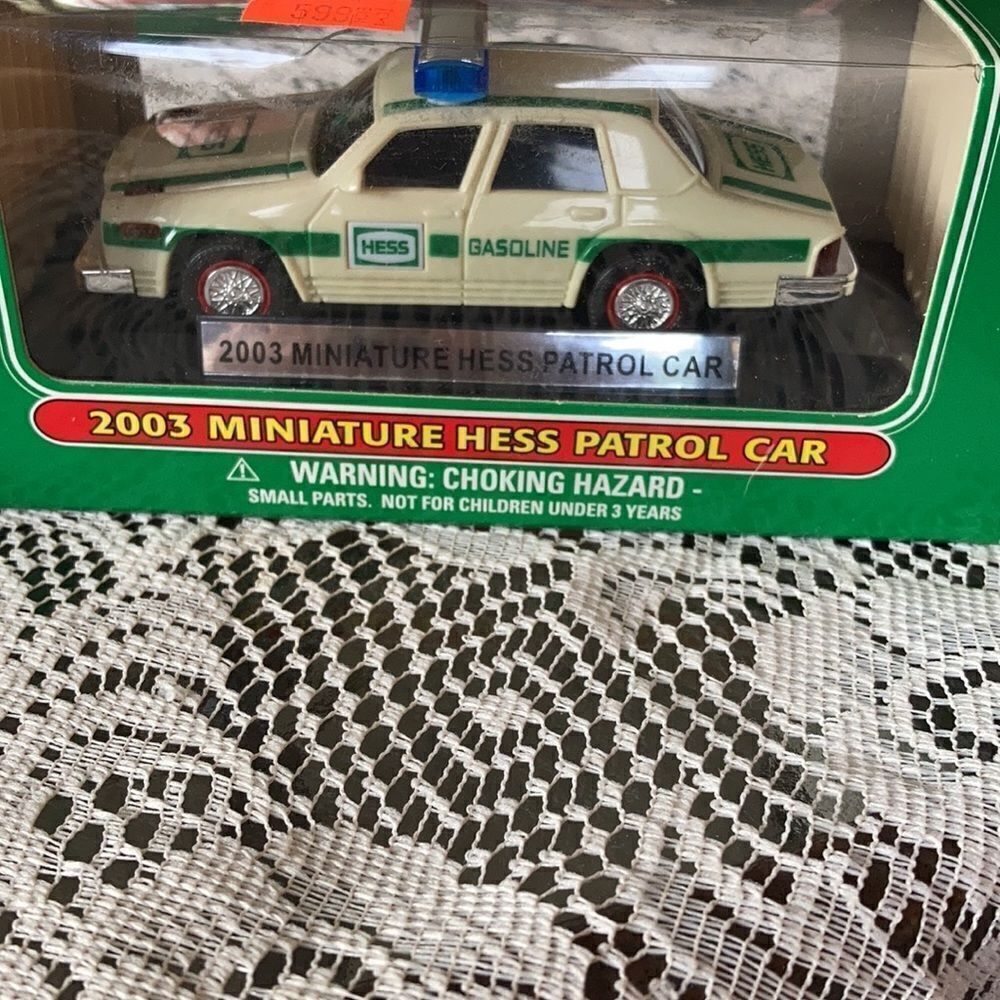 HESS
HESS GASOLINE
2003 MINIATURE HESS PATROL CAR
2003 MINIATURE HESS PATROL CAR
WARNING: CHOKING HAZARD -
SMALL PARTS. NOT FOR CHILDREN UNDER 3 YEARS